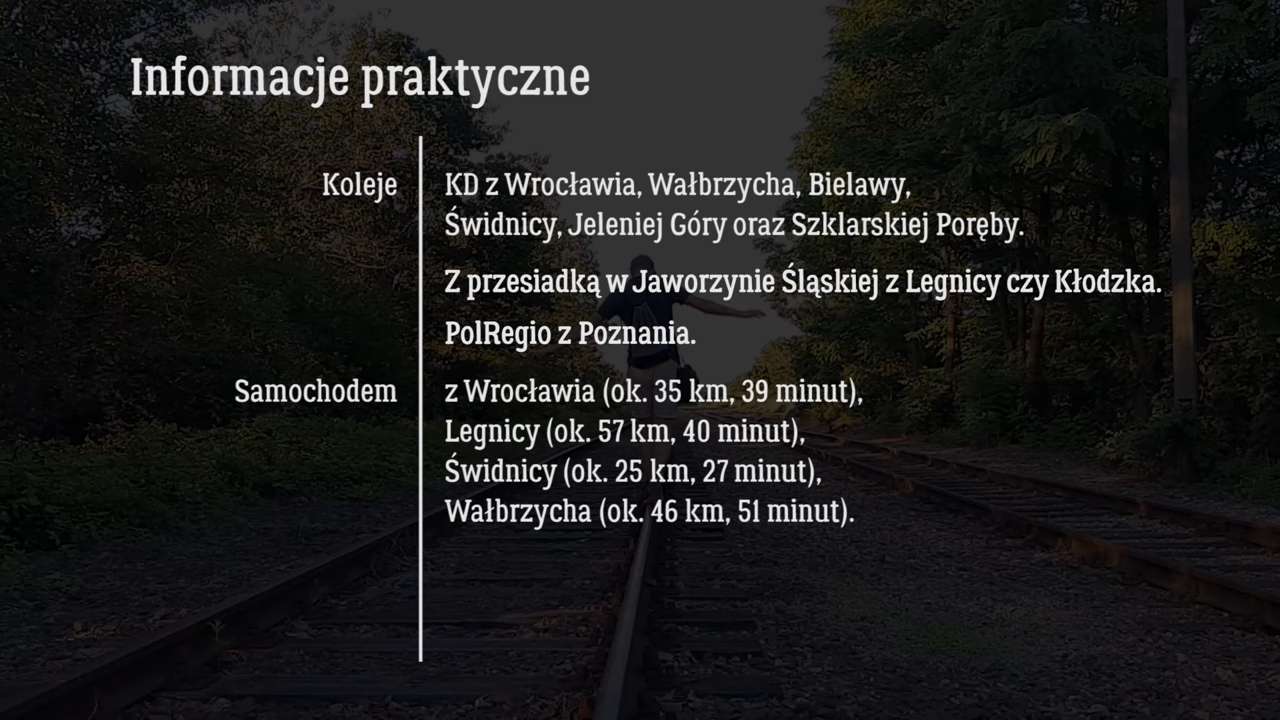 Informacje praktyczne
Koleje
KD z Wrocławia, Wałbrzycha, Bielawy,
Świdnicy, Jeleniej Góry oraz Szklarskiej Poręby.
Z przesiadką w Jaworzynie Śląskiej z Legnicy czy Kłodzka.
PolRegio z Poznania.
Samochodem
z Wrocławia (ok. 35 km, 39 minut),
Legnicy (ok. 57 km, 40 minut),
Świdnicy (ok. 25 km, 27 minut),
Wałbrzycha (ok. 46 km, 51 minut).